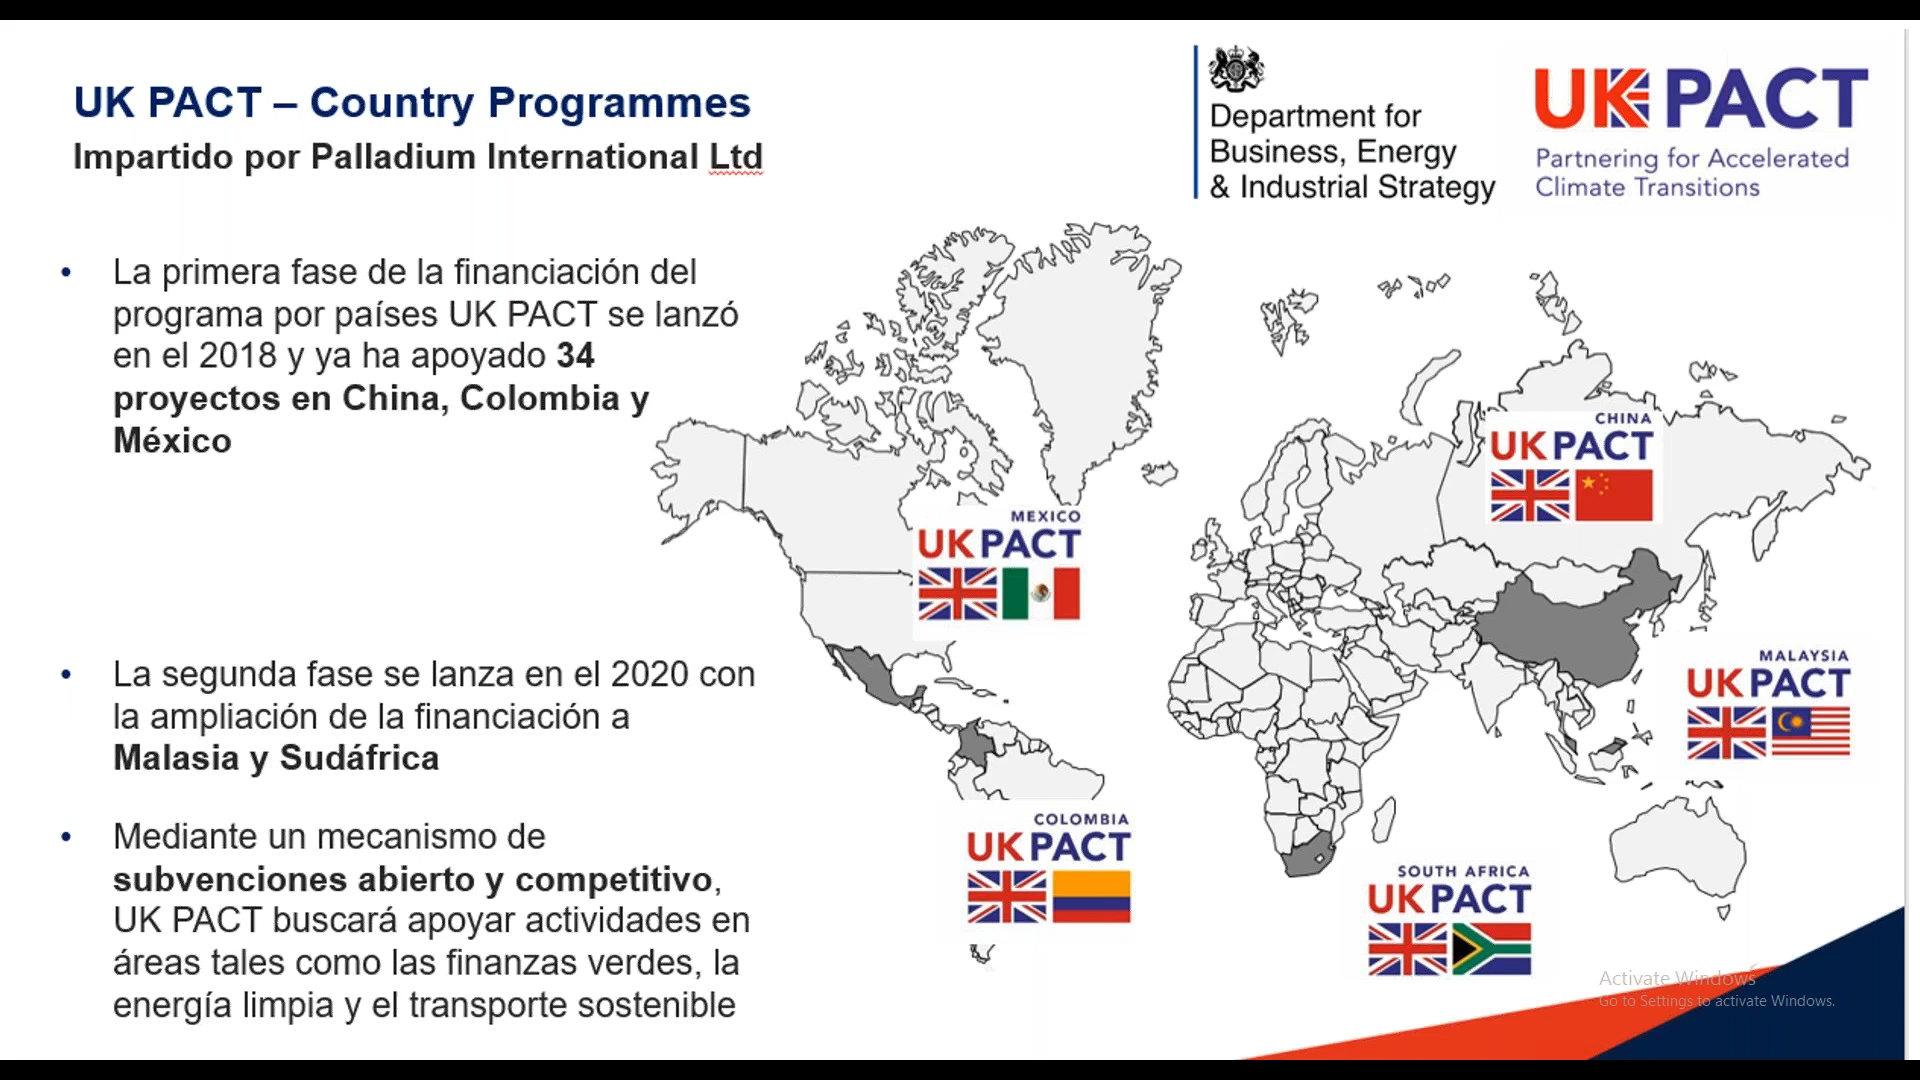 UK PACT – Country Programmes
Impartido por Palladium International Ltd
Department for
Business, Energy
& Industrial Strategy
UK PACT
Partnering for Accelerated
Climate Transitions
• La primera fase de la financiación del
programa por países UK PACT se lanzó
en el 2018 y ya ha apoyado 34
proyectos en China, Colombia y
México
• La segunda fase se lanza en el 2020 con
la ampliación de la financiación a
Malasia y Sudáfrica
• Mediante un mecanismo de
subvenciones abierto y competitivo,
UK PACT buscará apoyar actividades en
áreas tales como las finanzas verdes, la
energía limpia y el transporte sostenible
CHINA
UK PACT
MEXICO
UK PACT
MALAYSIA
UK PACT
COLOMBIA
UK PACT
SOUTH AFRICA
UK PACT
Activate Windows
Go to Settings to activate Windows.